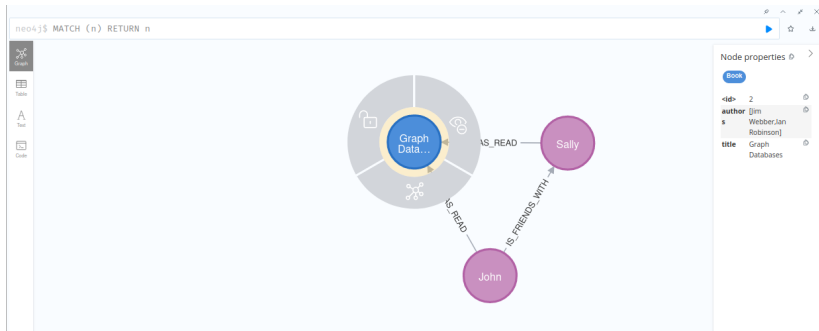 neo4j$ MATCH (n) RETURN n
Graph
Table
Text
Code
Graph
Data...
AS_READ
Sally
AS_READ
IS_FRIENDS_WITH
John
Node properties
Book
<id> 2
author [Jim
s Webber,Ian
Robinson]
title Graph
Databases